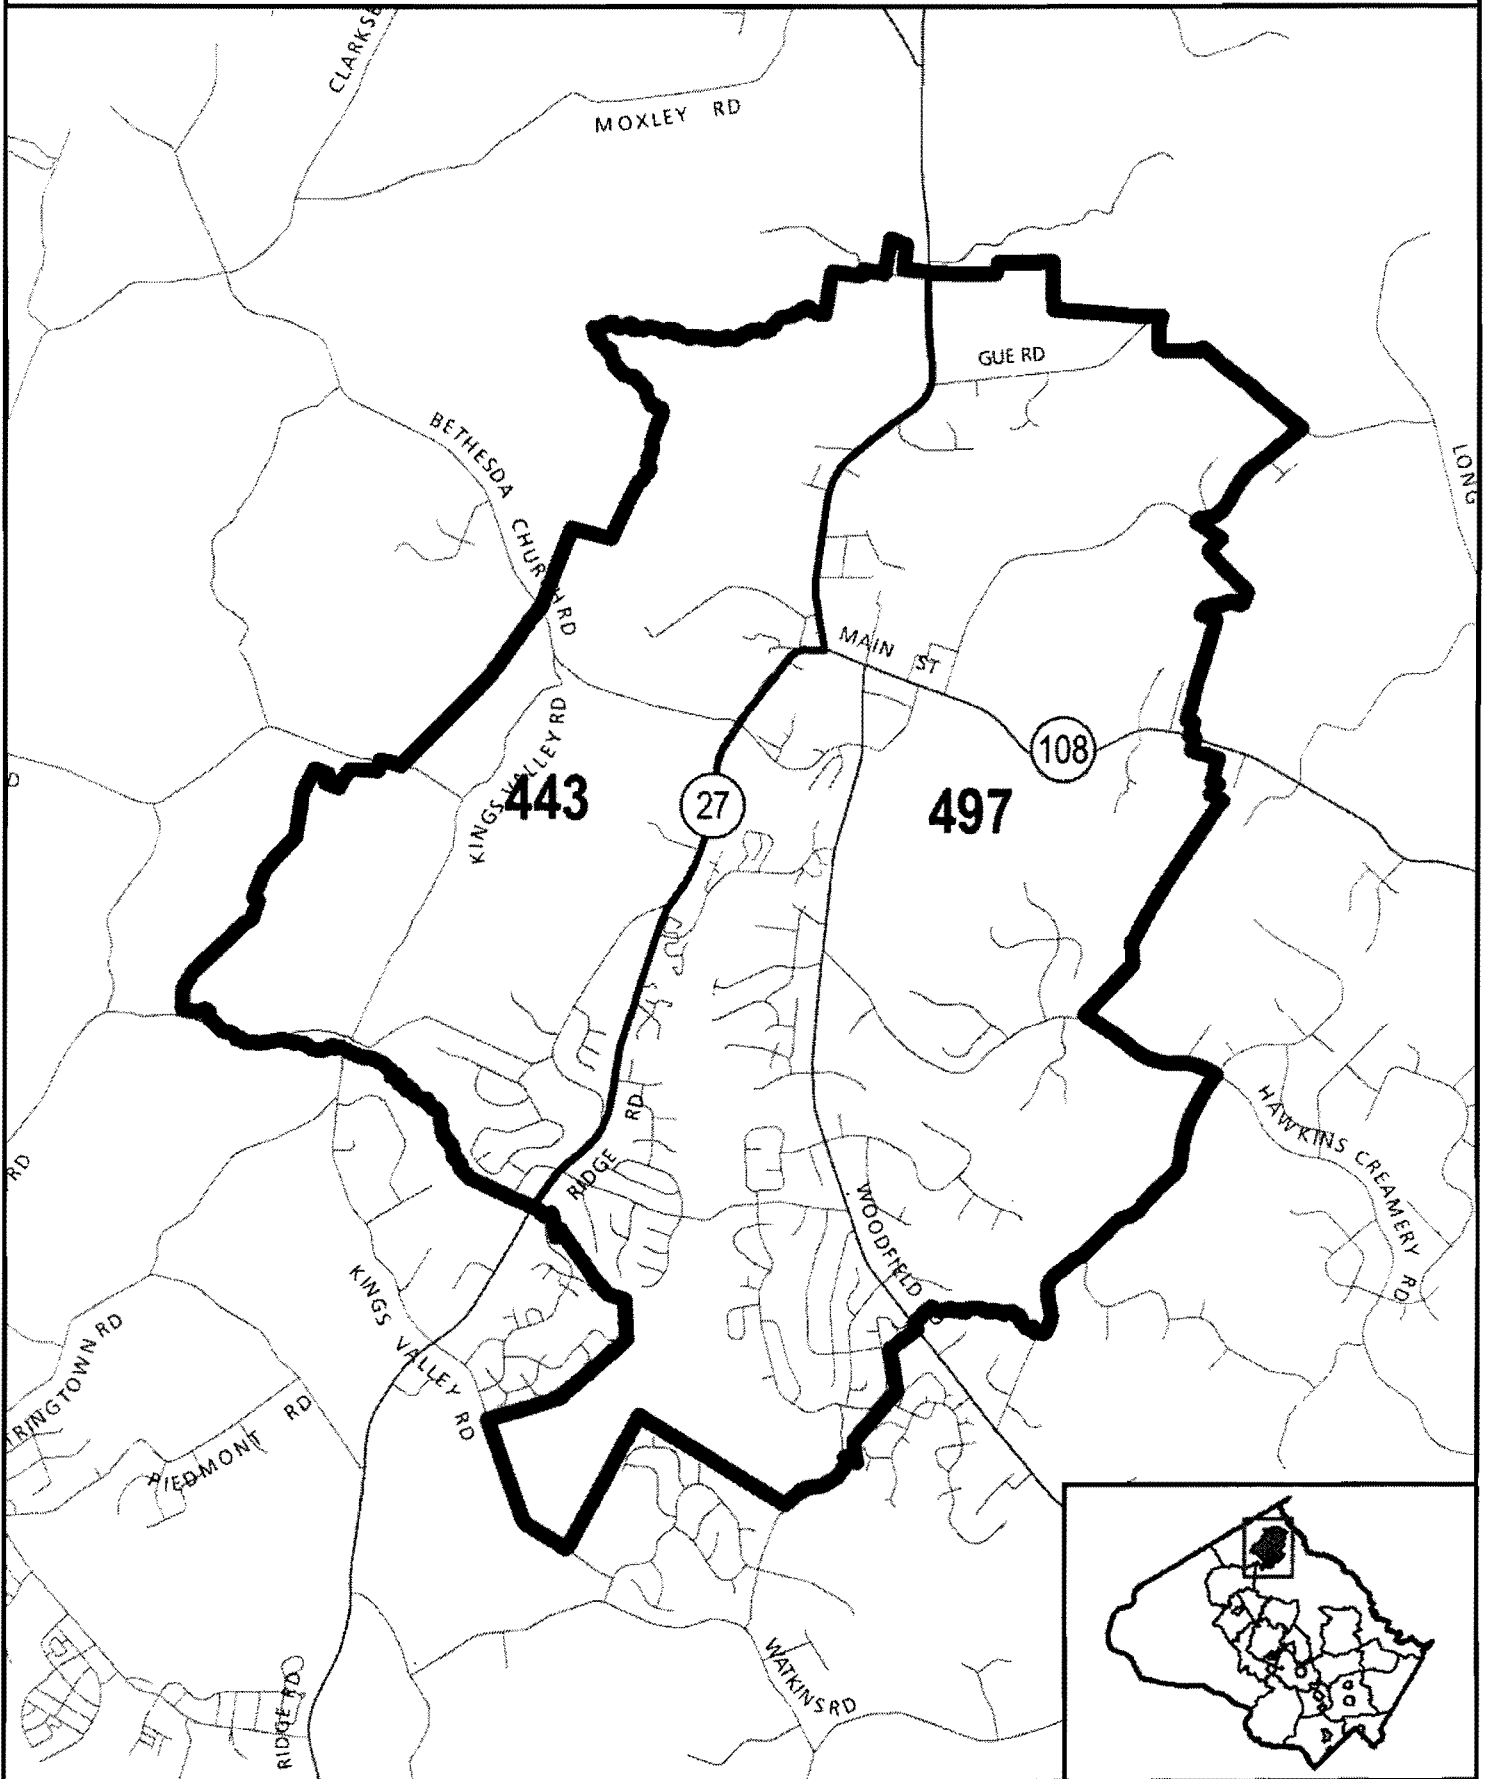 CLARKSB
MOXLEY RD
GUE RD
BETHESDA CHURCH RD
LONG
MAIN ST
KINGS VALLEY RD
108
443
27
497
D
RIDGE RD
HAWKINS CREAMERY RD
RD
WOODFIELD
KINGS VALLEY RD
RINGTOWN RD
PIEDMONT RD
WATKINS RD
RIDGE RD